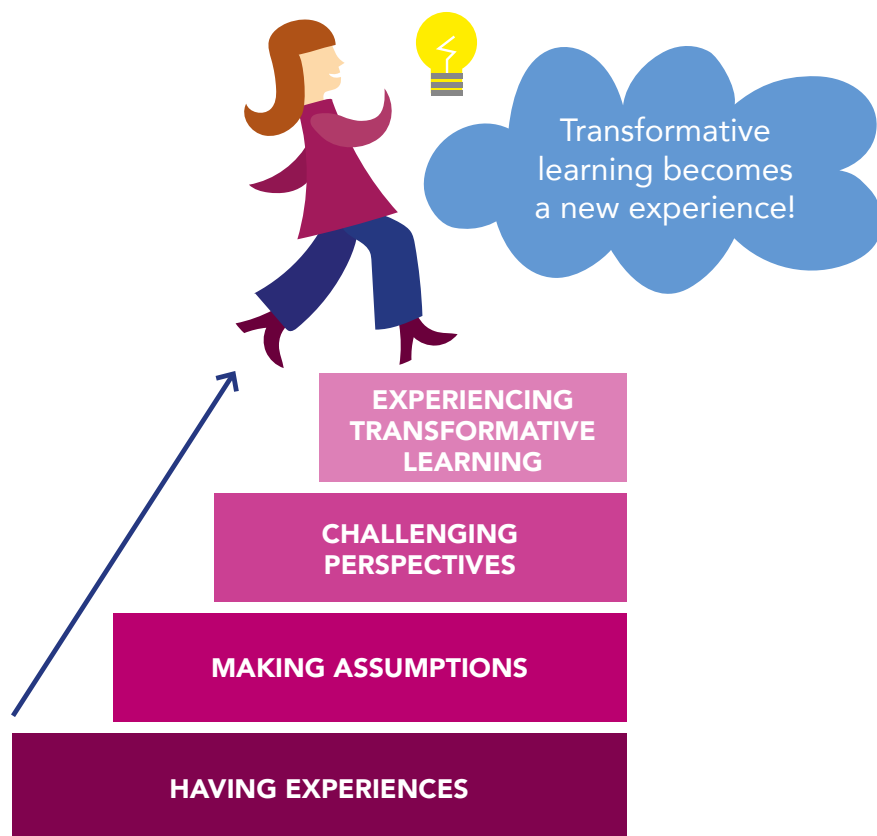 Transformative
learning becomes
a new experience!
EXPERIENCING
TRANSFORMATIVE
LEARNING
CHALLENGING
PERSPECTIVES
MAKING ASSUMPTIONS
HAVING EXPERIENCES